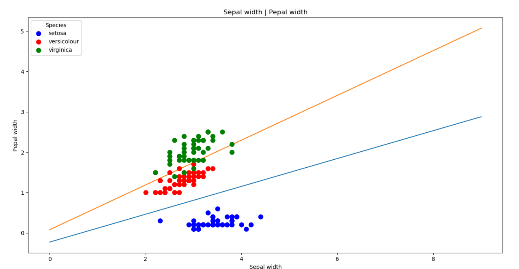 Sepal width | Pepal width
Species
setosa
versicolour
virginica
5
4
3
2
1
0
Pepal width
0
2
4
6
8
Sepal width